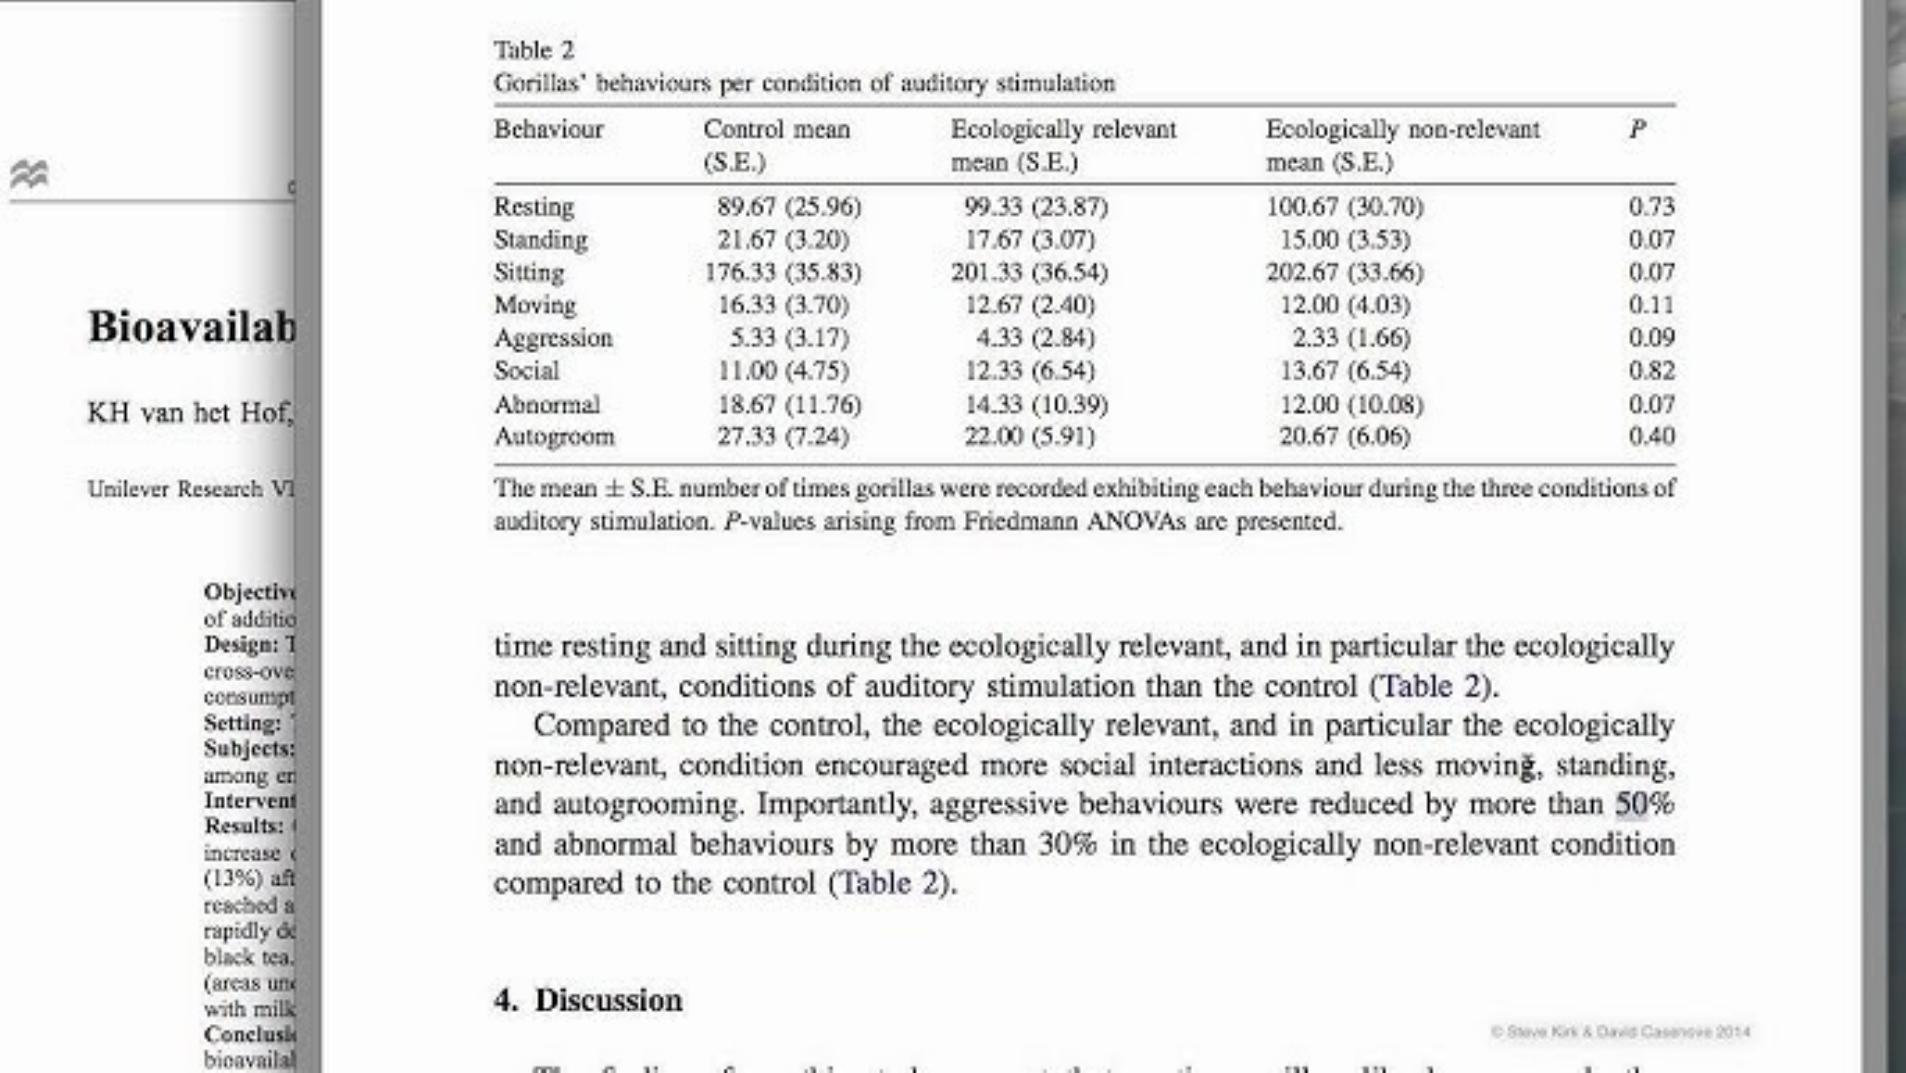 Table 2
Gorillas' behaviours per condition of auditory stimulation
Behaviour Control mean (S.E.) Ecologically relevant mean (S.E.) Ecologically non-relevant mean (S.E.) P
Resting 89.67 (25.96) 99.33 (23.87) 100.67 (30.70) 0.73
Standing 21.67 (3.20) 17.67 (3.07) 15.00 (3.53) 0.07
Sitting 176.33 (35.83) 201.33 (36.54) 202.67 (33.66) 0.07
Moving 16.33 (3.70) 12.67 (2.40) 12.00 (4.03) 0.11
Aggression 5.33 (3.17) 4.33 (2.84) 2.33 (1.66) 0.09
Social 11.00 (4.75) 12.33 (6.54) 13.67 (6.54) 0.82
Abnormal 18.67 (11.76) 14.33 (10.39) 12.00 (10.08) 0.07
Autogroom 27.33 (7.24) 22.00 (5.91) 20.67 (6.06) 0.40
The mean ± S.E. number of times gorillas were recorded exhibiting each behaviour during the three conditions of
auditory stimulation. P-values arising from Friedmann ANOVAs are presented.
time resting and sitting during the ecologically relevant, and in particular the ecologically
non-relevant, conditions of auditory stimulation than the control (Table 2).
Compared to the control, the ecologically relevant, and in particular the ecologically
non-relevant, condition encouraged more social interactions and less moving, standing,
and autogrooming. Importantly, aggressive behaviours were reduced by more than 50%
and abnormal behaviours by more than 30% in the ecologically non-relevant condition
compared to the control (Table 2).
4. Discussion
© Steve Kirk & David Casenove 2014
Bioavailab
KH van het Hof,
Unilever Research Vl
Objective
of additio
Design: T
cross-ove
consumpt
Setting:
Subjects:
among en
Intervent
Results:
increase
(13%) aft
reached a
rapidly de
black tea.
(areas und
with milk
Conclusi
bioavailal